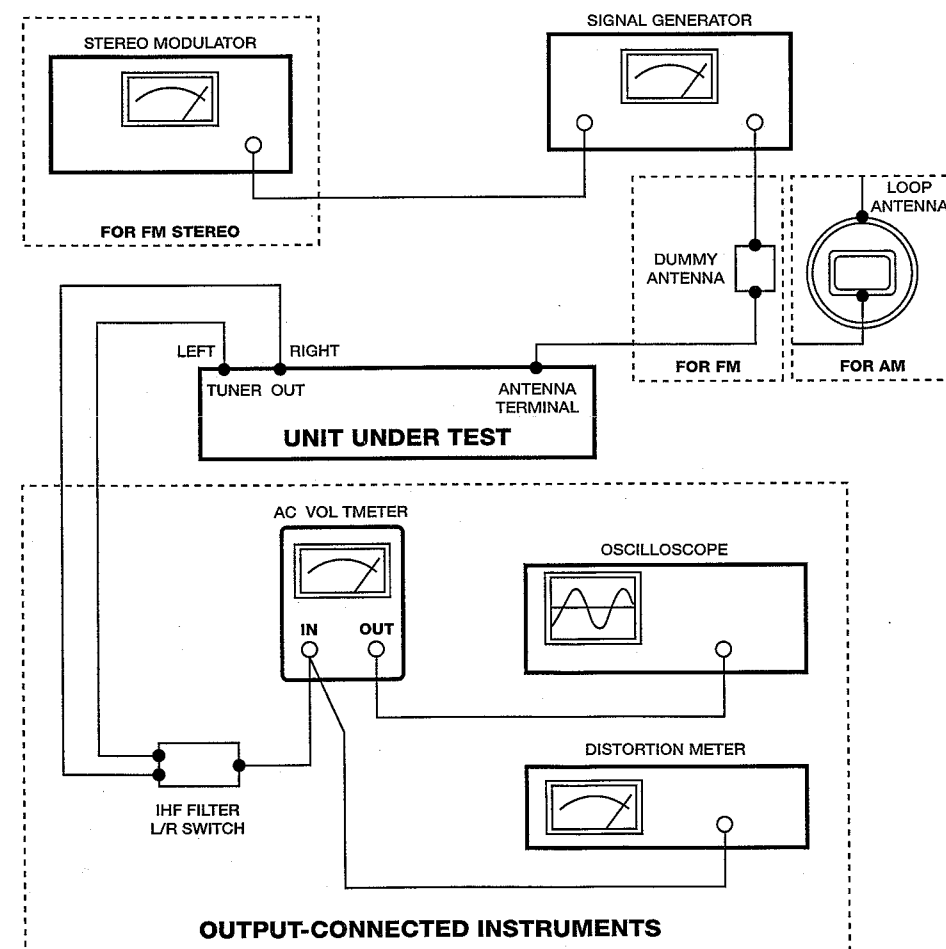 SIGNAL GENERATOR
STEREO MODULATOR
FOR FM STEREO
LOOP
ANTENNA
DUMMY
ANTENNA
FOR FM
FOR AM
LEFT
RIGHT
TUNER OUT
ANTENNA
TERMINAL
UNIT UNDER TEST
AC VOL TMETER
IN
OUT
OSCILLOSCOPE
DISTORTION METER
IHF FILTER
L/R SWITCH
OUTPUT-CONNECTED INSTRUMENTS